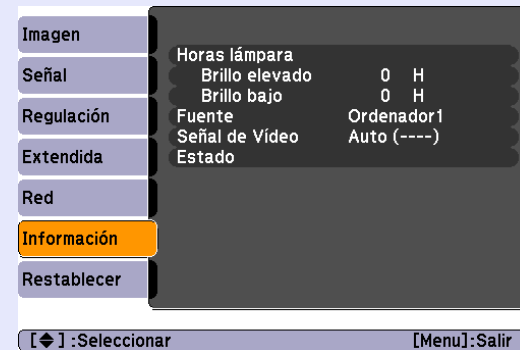 Imagen
Señal
Regulación
Extendida
Red
Información
Restablecer
Horas lámpara
Brillo elevado 0 H
Brillo bajo 0 H
Fuente Ordenador1
Señal de Vídeo Auto (----)
Estado
[◆] :Seleccionar [Menu]:Salir